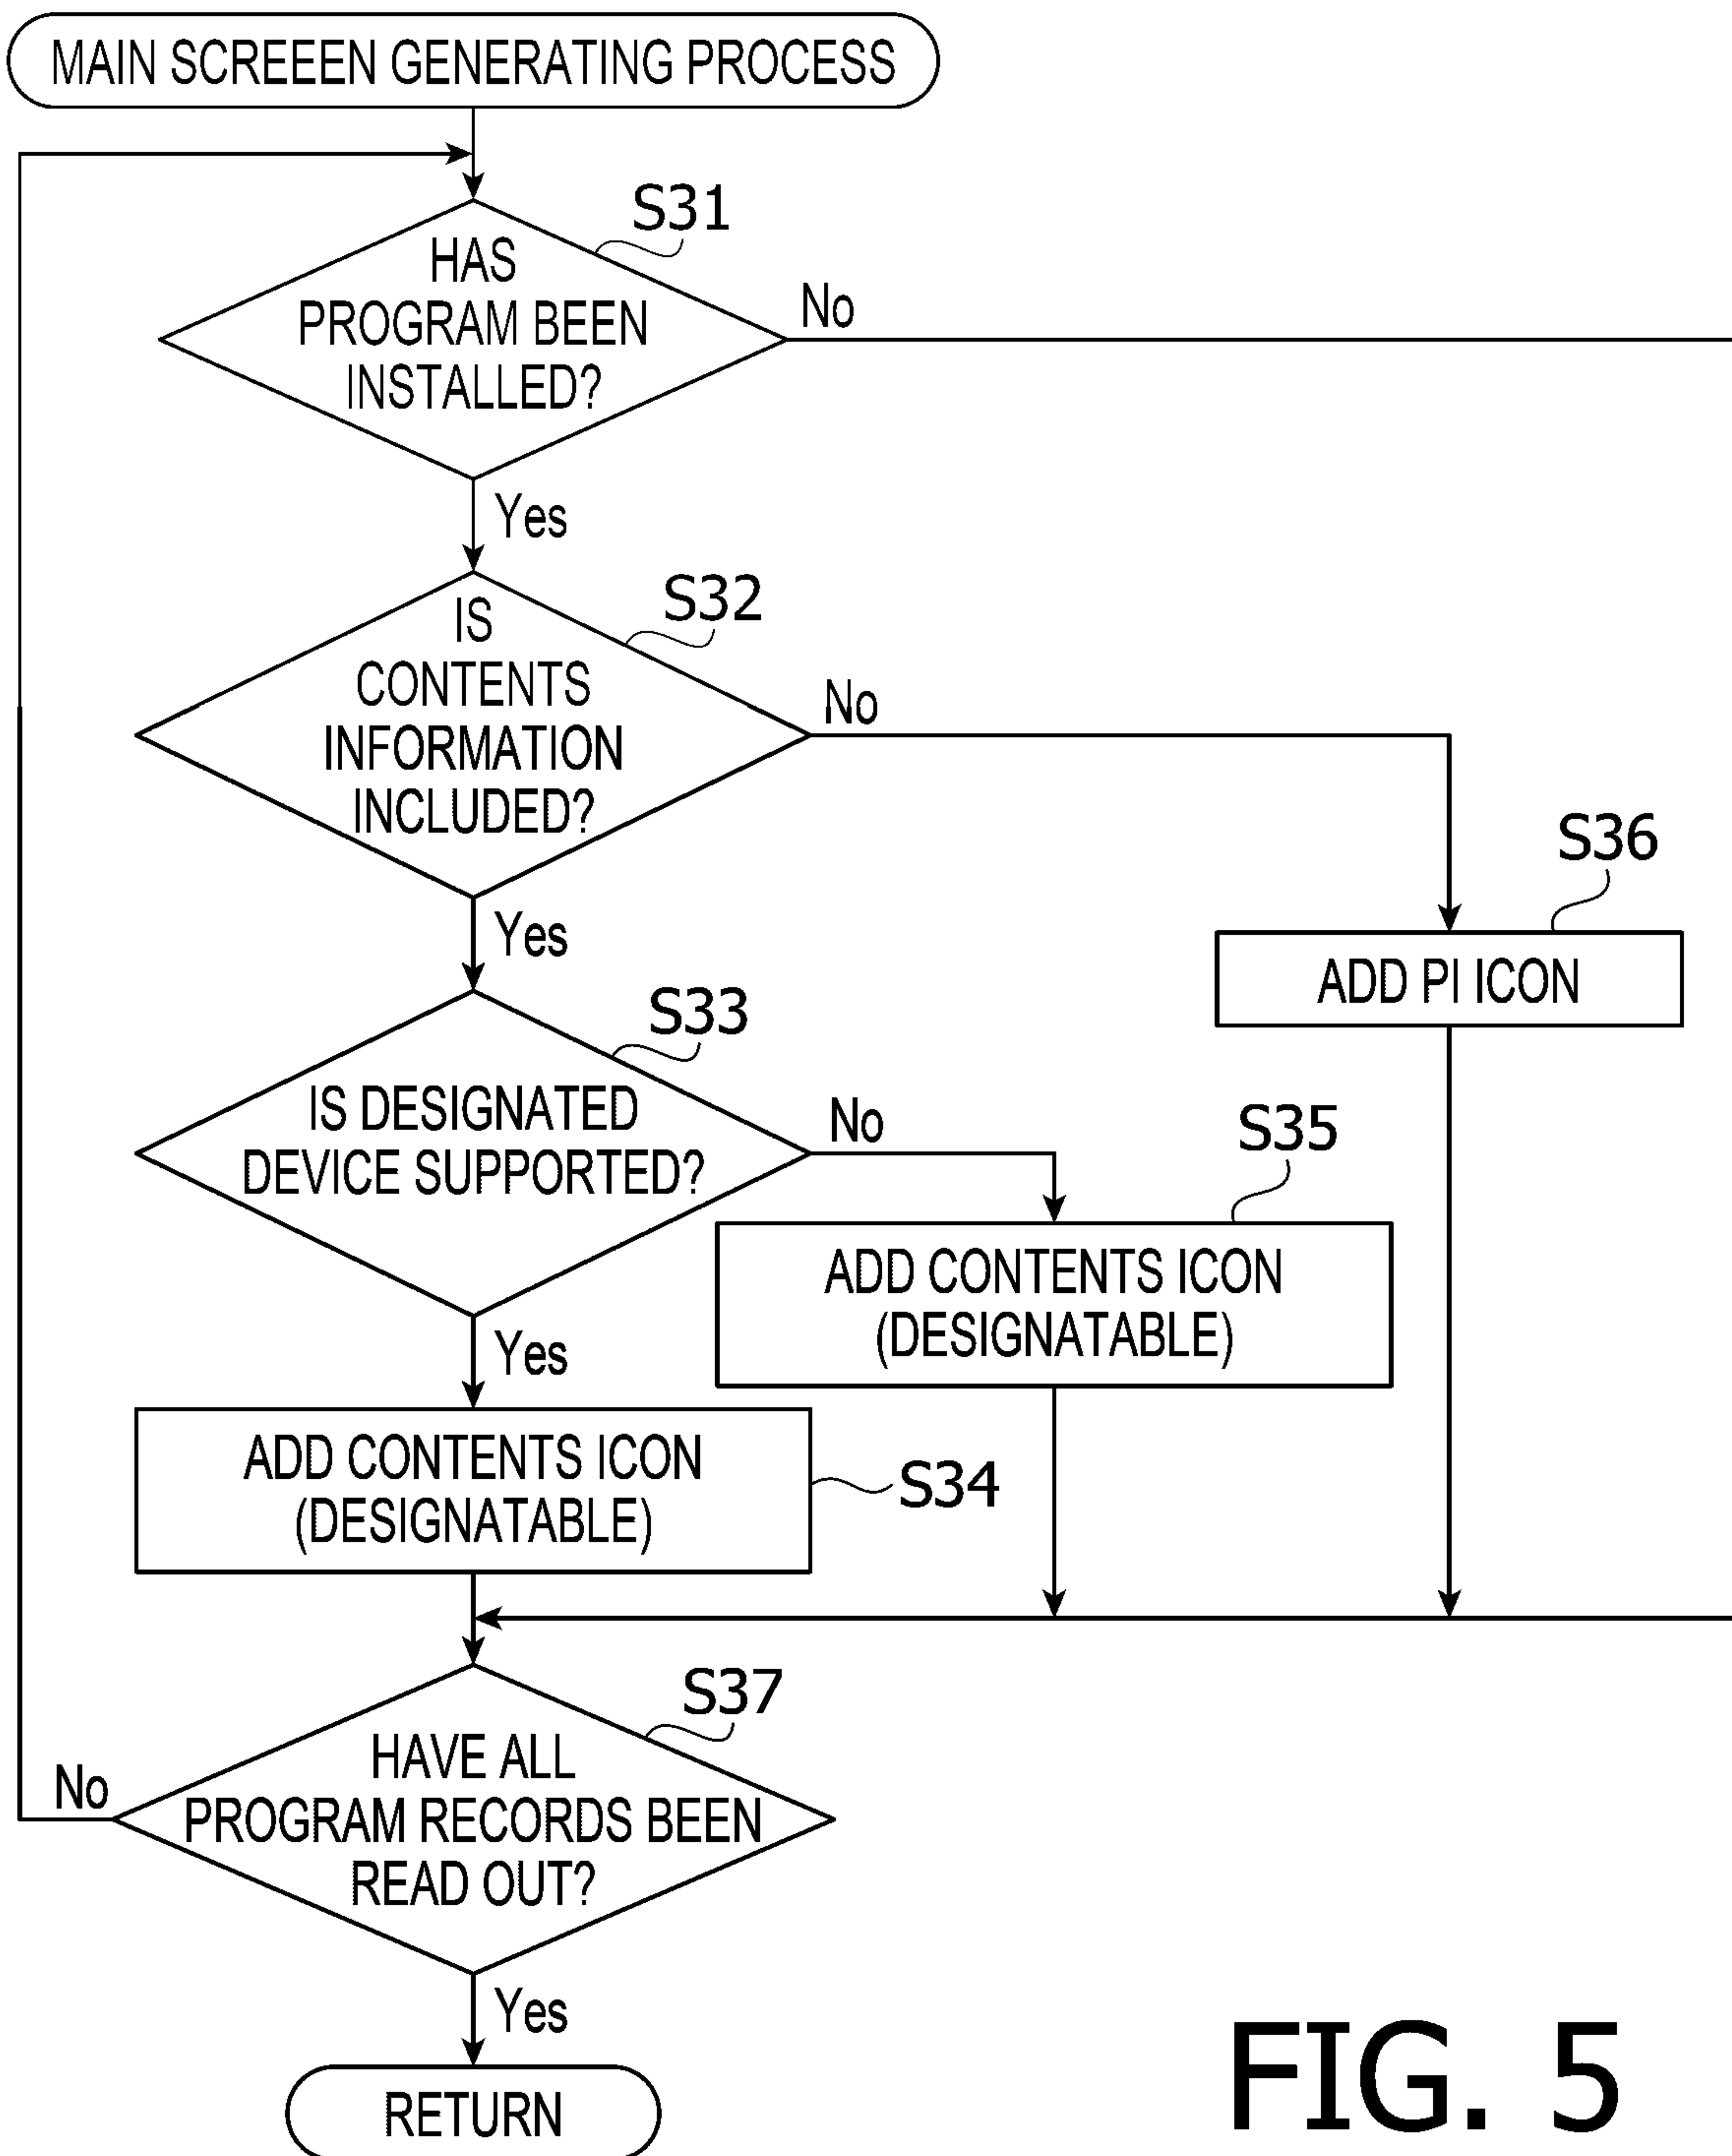 MAIN SCREEEN GENERATING PROCESS
S31
HAS
PROGRAM BEEN
INSTALLED?
No
Yes
S32
IS
CONTENTS
INFORMATION
INCLUDED?
No
Yes
S36
ADD PI ICON
S33
IS DESIGNATED
DEVICE SUPPORTED?
No
Yes
S35
ADD CONTENTS ICON
(DESIGNATABLE)
ADD CONTENTS ICON
(DESIGNATABLE)
S34
S37
HAVE ALL
PROGRAM RECORDS BEEN
READ OUT?
No
Yes
RETURN
FIG. 5